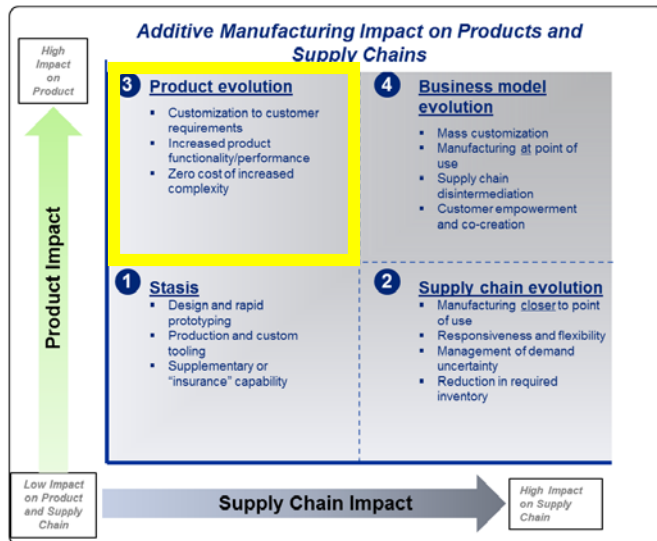 Additive Manufacturing Impact on Products and
Supply Chains
High
Impact
on
Product
Product Impact
3 Product evolution
▪ Customization to customer
requirements
▪ Increased product
functionality/performance
▪ Zero cost of increased
complexity
4 Business model
evolution
▪ Mass customization
▪ Manufacturing at point of
use
▪ Supply chain
disintermediation
▪ Customer empowerment
and co-creation
1 Stasis
▪ Design and rapid
prototyping
▪ Production and custom
tooling
▪ Supplementary or
“insurance” capability
2 Supply chain evolution
▪ Manufacturing closer to point
of use
▪ Responsiveness and flexibility
▪ Management of demand
uncertainty
▪ Reduction in required
inventory
Low Impact
on Product
and Supply
Chain
Supply Chain Impact
High Impact
on Supply
Chain